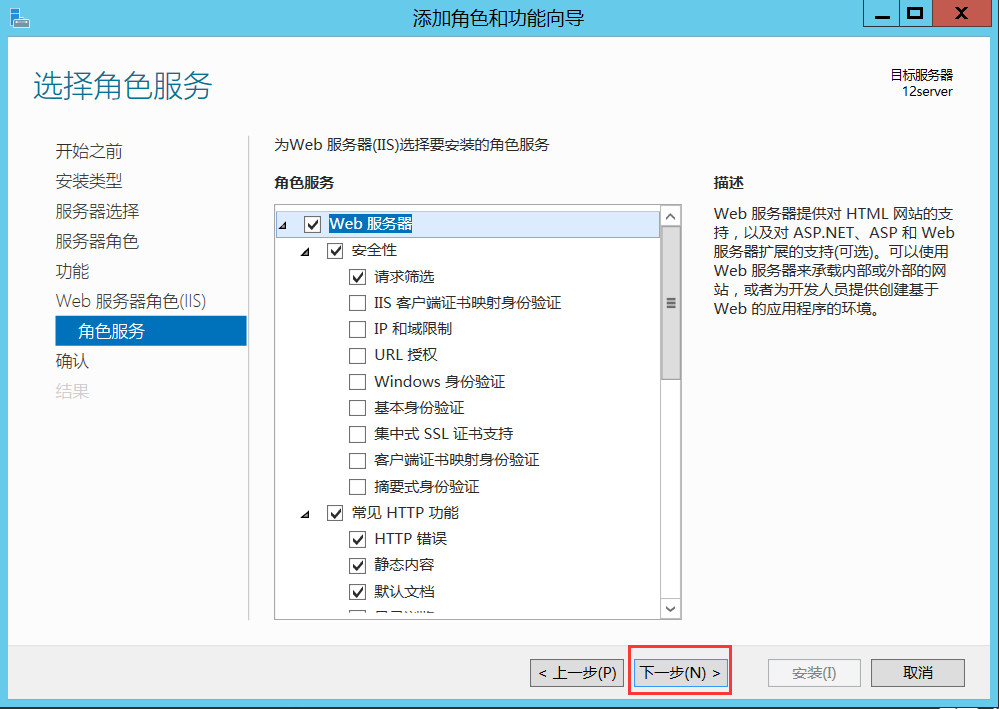 添加角色和功能向导
选择角色服务
目标服务器
12server
开始之前
安装类型
服务器选择
服务器角色
功能
Web 服务器角色(IIS)
角色服务
确认
结果
为Web 服务器(IIS)选择要安装的角色服务
角色服务
Web 服务器
安全性
请求筛选
IIS 客户端证书映射身份验证
IP 和域限制
URL 授权
Windows 身份验证
基本身份验证
集中式 SSL 证书支持
客户端证书映射身份验证
摘要式身份验证
常见 HTTP 功能
HTTP 错误
静态内容
默认文档
描述
Web 服务器提供对 HTML 网站的支
持，以及对 ASP.NET、ASP 和 Web
服务器扩展的支持(可选)。可以使用
Web 服务器来承载内部或外部的网
站，或者为开发人员提供创建基于
Web 的应用程序的环境。
< 上一步(P)
下一步(N) >
安装(I)
取消